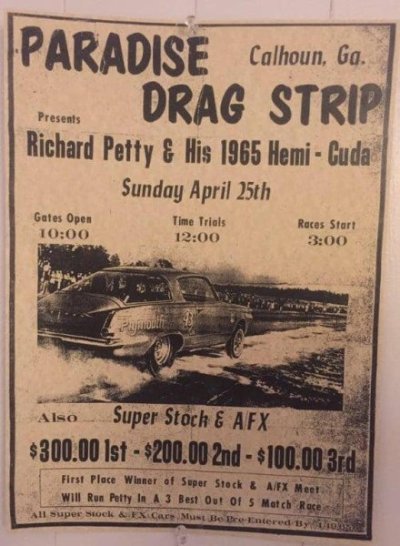 PARADISE
Calhoun, Ga.
DRAG STRIP
Presents
Richard Petty & His 1965 Hemi - Cuda
Sunday April 25th
Gates Open
10:00
Time Trials
12:00
Races Start
3:00
Plymouth
Also Super Stock & AFX
$300.00 1st - $200.00 2nd - $100.00 3rd
First Place Winner of Super Stock & A/FX Meet
Will Run Petty In A 3 Best Out Of 5 Match Race
All Super Stock & FX Cars Must Be Pre Entered By